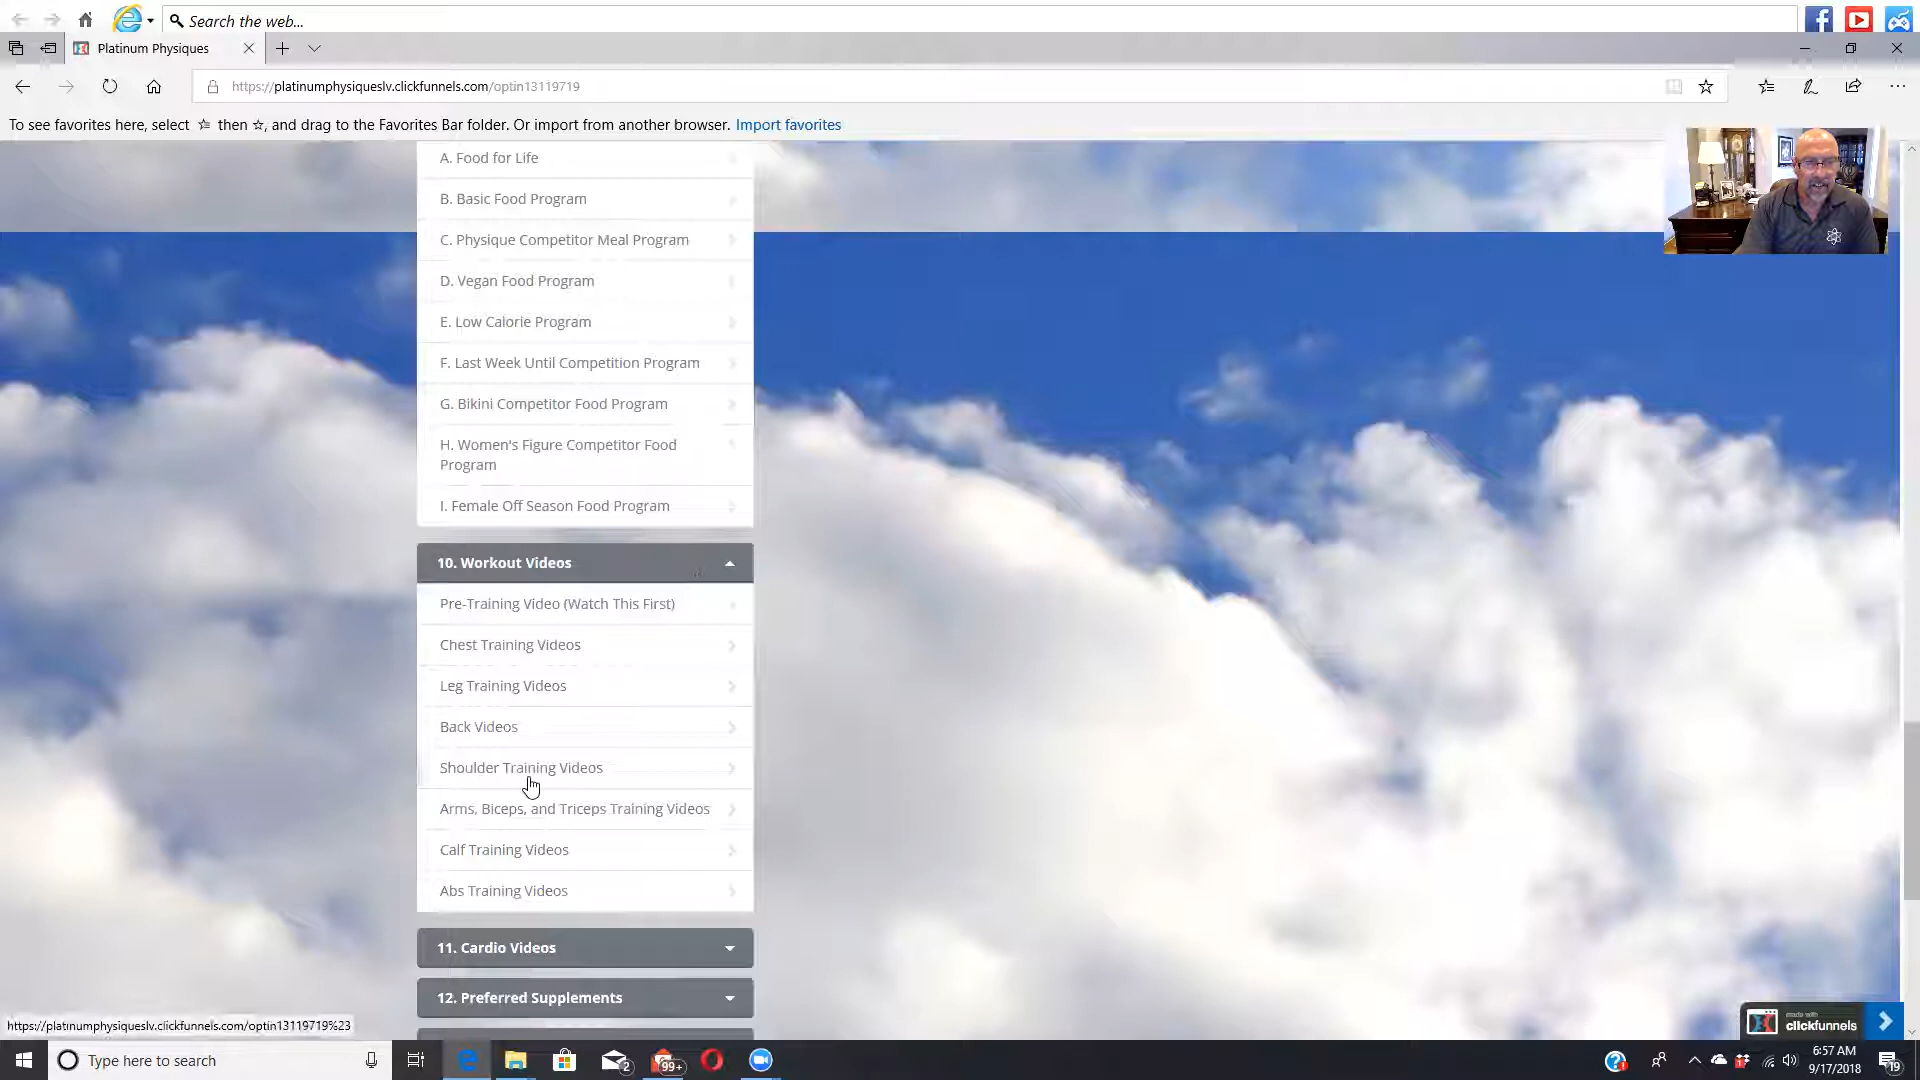 Search the web...
Platinum Physiques
https://platinumphysiqueslv.clickfunnels.com/optin13119719
To see favorites here, select then ☆, and drag to the Favorites Bar folder. Or import from another browser. Import favorites
A. Food for Life
B. Basic Food Program
C. Physique Competitor Meal Program
D. Vegan Food Program
E. Low Calorie Program
F. Last Week Until Competition Program
G. Bikini Competitor Food Program
H. Women's Figure Competitor Food
Program
I. Female Off Season Food Program
10. Workout Videos
Pre-Training Video (Watch This First)
Chest Training Videos
Leg Training Videos
Back Videos
Shoulder Training Videos
Arms, Biceps, and Triceps Training Videos
Calf Training Videos
Abs Training Videos
11. Cardio Videos
12. Preferred Supplements
https://platinumphysiqueslv.clickfunnels.com/optin13119719%23
made with
clickfunnels
Type here to search
2
99+
6:57 AM
9/17/2018
19